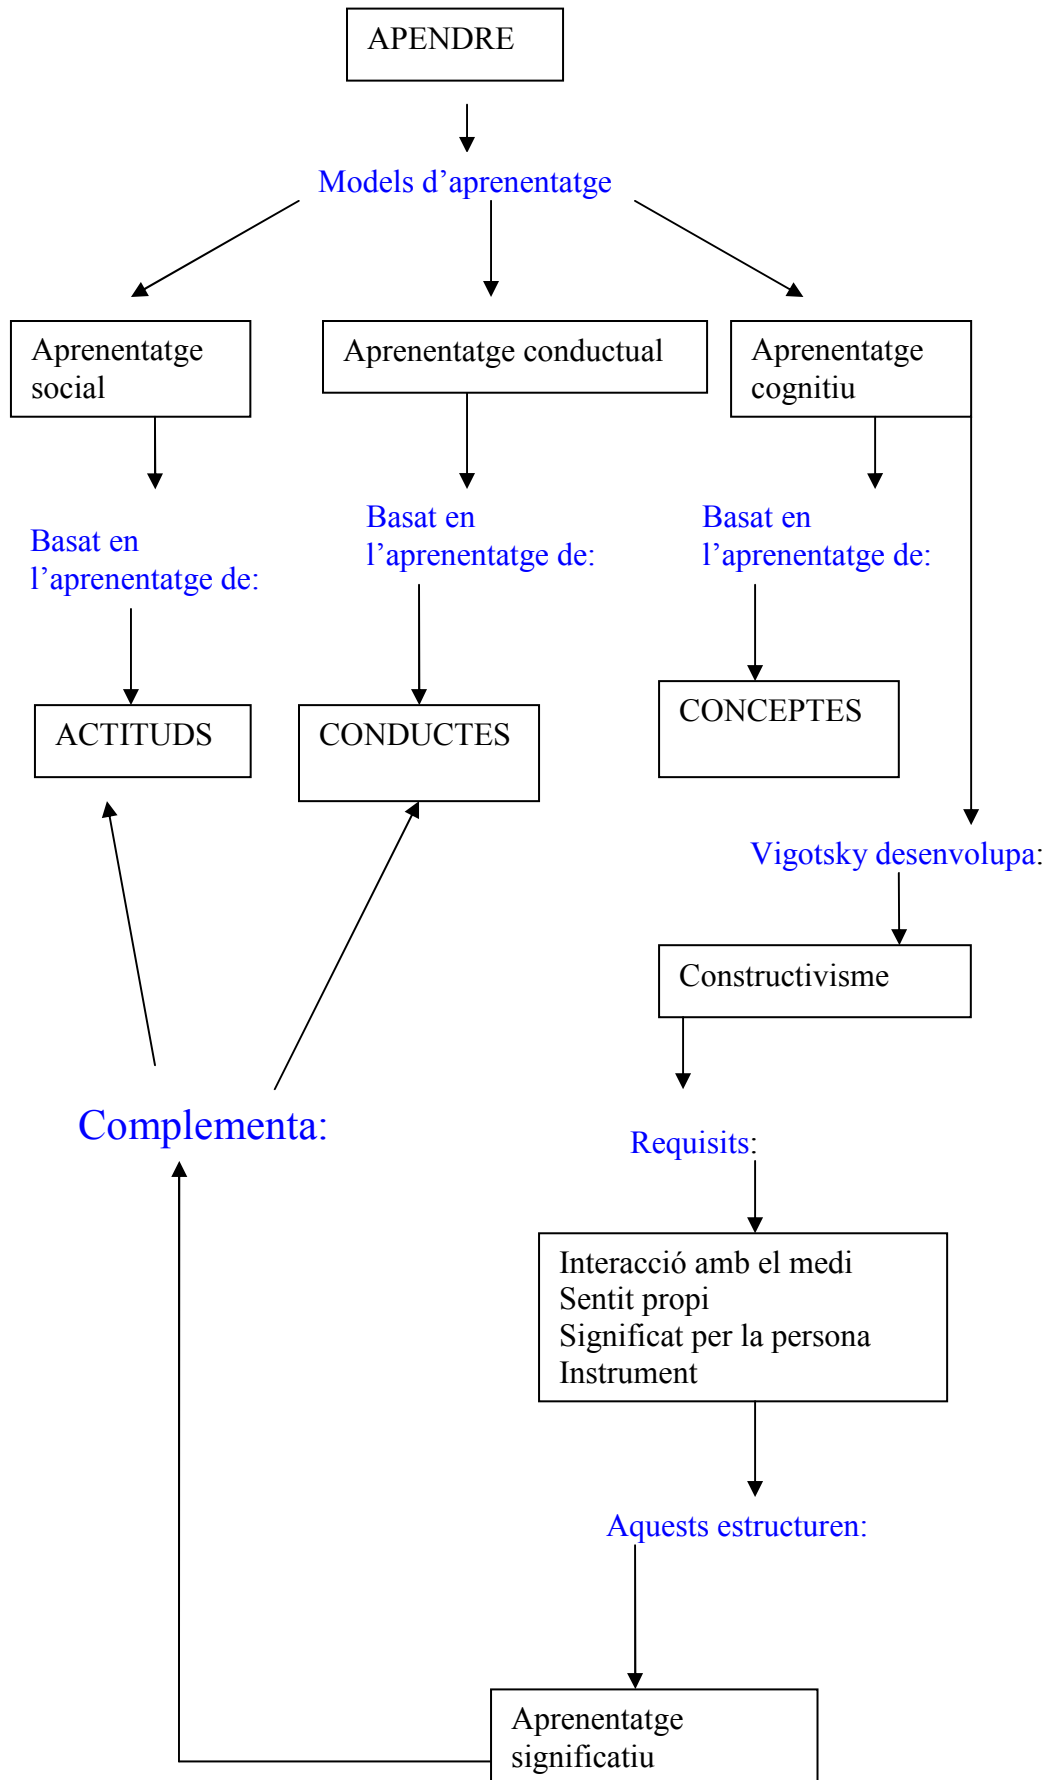 APENDRE
Models d’aprenentatge
Aprenentatge
social
Aprenentatge conductual
Aprenentatge
cognitiu
Basat en
l’aprenentatge de:
Basat en
l’aprenentatge de:
Basat en
l’aprenentatge de:
ACTITUDS
CONDUCTES
CONCEPTES
Vigotsky desenvolupa:
Constructivisme
Complementa:
Requisits:
Interacció amb el medi
Sentit propi
Significat per la persona
Instrument
Aquests estructuren:
Aprenentatge
significatiu